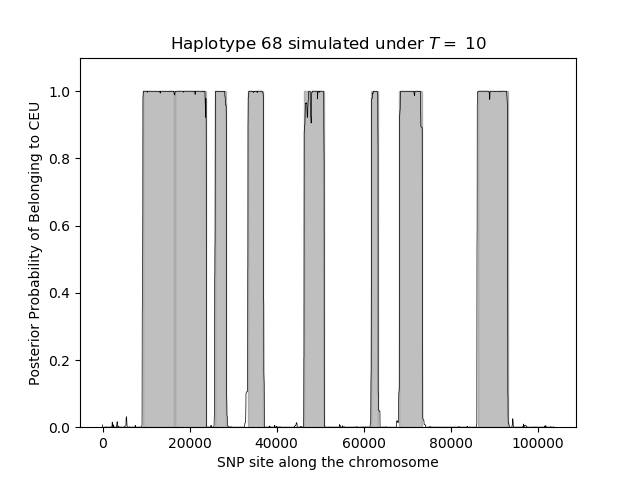 Haplotype 68 simulated under T = 10
Posterior Probability of Belonging to CEU
1.0
0.8
0.6
0.4
0.2
0.0
0 20000 40000 60000 80000 100000
SNP site along the chromosome